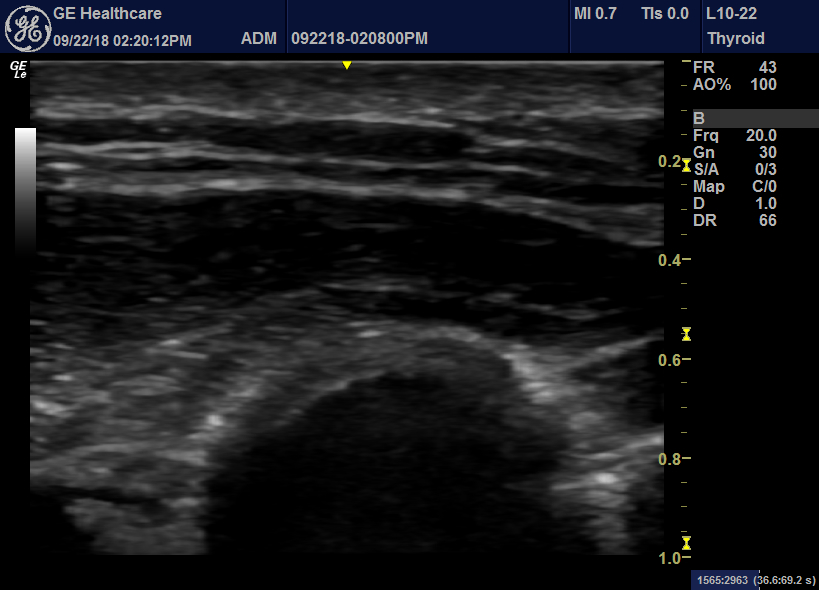 GE Healthcare
09/22/18 02:20:12PM ADM 092218-020800PM
MI 0.7 TIs 0.0 L10-22
Thyroid
GE
Le
FR 43
AO% 100
B
Frq 20.0
Gn 30
S/A 0/3
Map C/0
D 1.0
DR 66
0.2
0.4
0.6
0.8
1.0
1565:2963 (36.6:69.2 s)